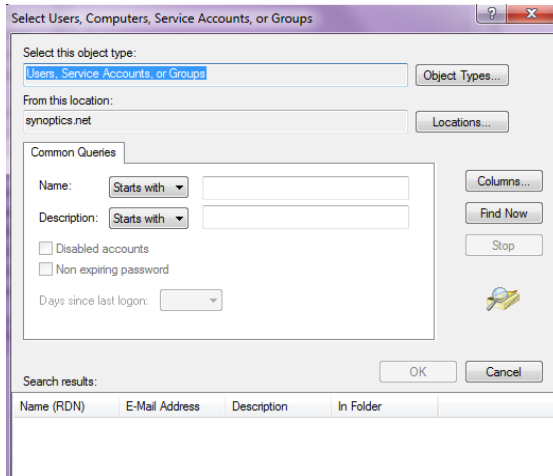 Select Users, Computers, Service Accounts, or Groups
Select this object type:
Users, Service Accounts, or Groups
Object Types...
From this location:
synoptics.net
Locations...
Common Queries
Name: Starts with
Columns...
Description: Starts with
Find Now
Disabled accounts
Stop
Non expiring password
Days since last logon:
OK Cancel
Search results:
Name (RDN) E-Mail Address Description In Folder